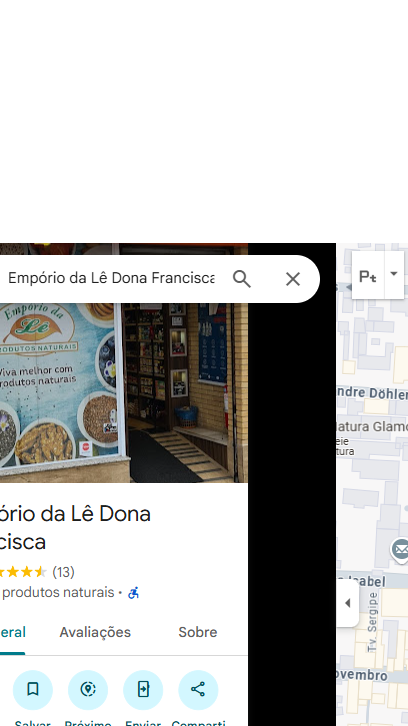 Empório da Lê Dona Francisca
Pt
Empório da
Lê
PRODUTOS NATURAIS
Viva melhor com
rodutos naturais
ório da Lê Dona
cisca
(13)
produtos naturais •
eral
Avaliações
Sobre
Salvar
Próximo
Enviar
Comparti
s
ndre Döhler
Natura Glamo
eie
tura
a Isabel
Tv. Sergipe
ovembro